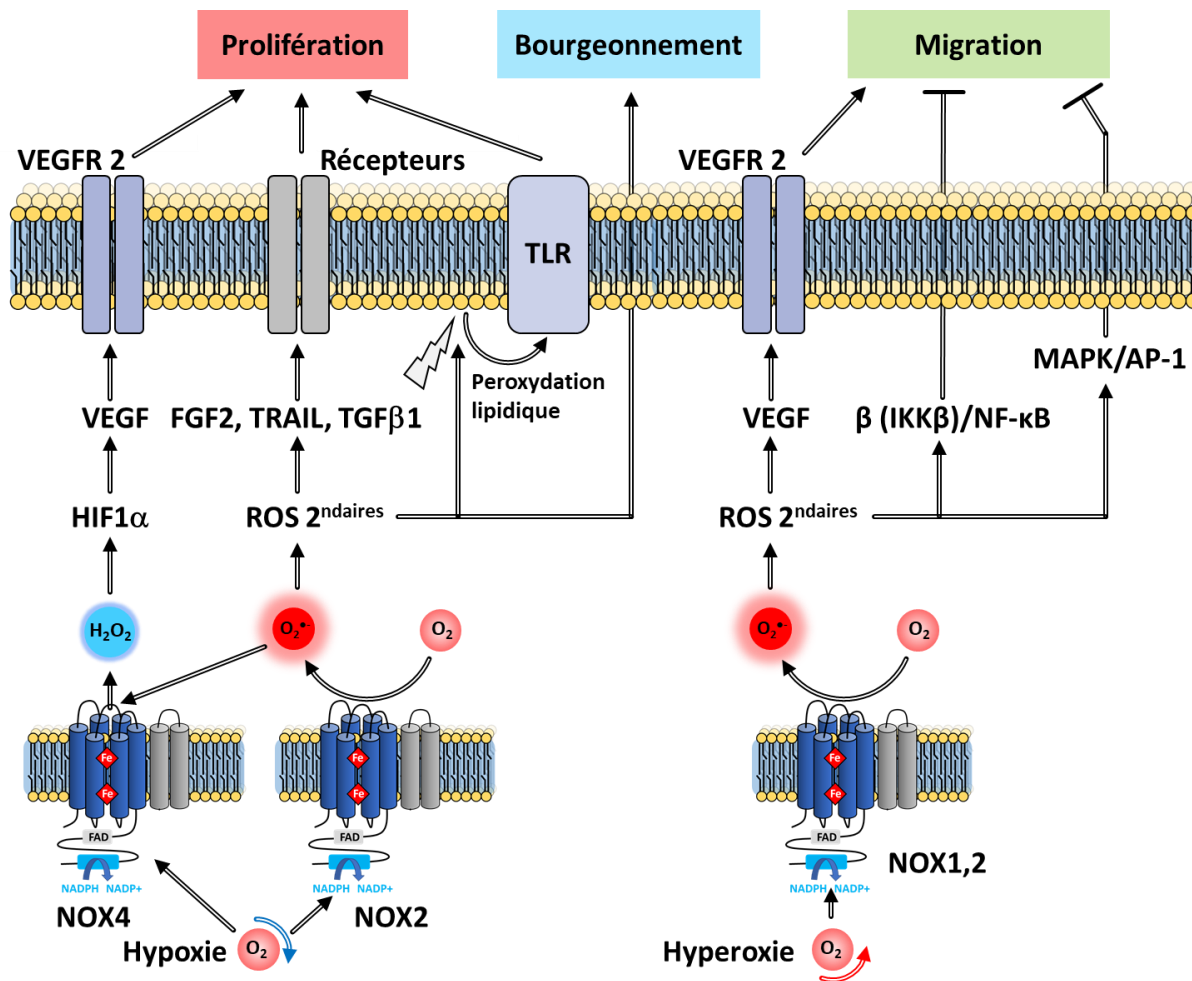 Prolifération
Bourgeonnement
Migration
VEGFR 2
Récepteurs
VEGFR 2
TLR
Peroxydation
lipidique
MAPK/AP-1
VEGF
FGF2, TRAIL, TGFβ1
VEGF
β (IKKβ)/NF-κB
HIF1α
ROS 2ndaires
ROS 2ndaires
H2O2
O2•-
O2
O2•-
O2
Fe
Fe
Fe
Fe
Fe
Fe
FAD
FAD
FAD
NADPH NADP+
NADPH NADP+
NADPH NADP+
NOX4
NOX2
NOX1,2
Hypoxie
O2
Hyperoxie
O2